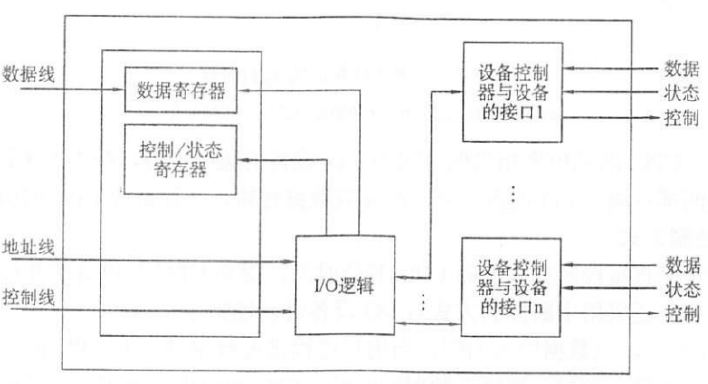 数据线
数据寄存器
控制/状态
寄存器
地址线
控制线
I/O逻辑
设备控制
器与设备
的接口1
数据
状态
控制
设备控制
器与设备
的接口n
数据
状态
控制